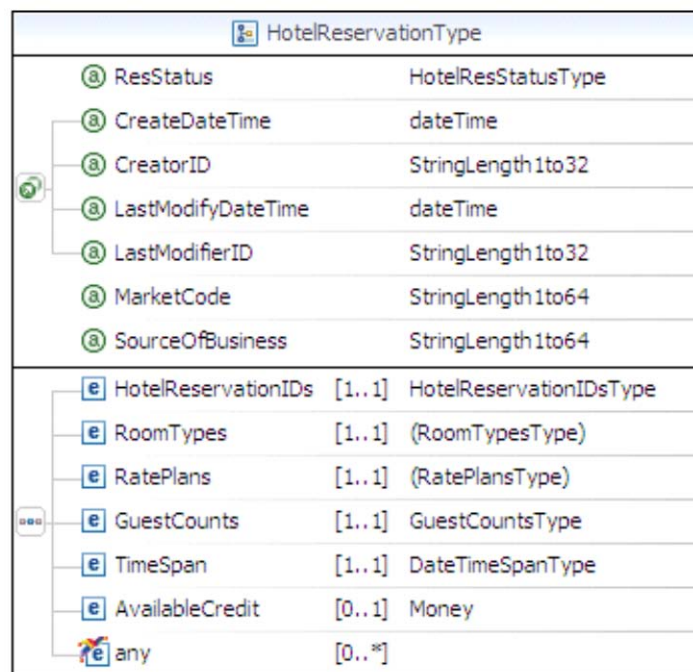 HotelReservationType
a ResStatus HotelResStatusType
a CreateDateTime dateTime
a CreatorID StringLength1to32
a LastModifyDateTime dateTime
a LastModifierID StringLength1to32
a MarketCode StringLength1to64
a SourceOfBusiness StringLength1to64
e HotelReservationIDs [1..1] HotelReservationIDsType
e RoomTypes [1..1] (RoomTypesType)
e RatePlans [1..1] (RatePlansType)
e GuestCounts [1..1] GuestCountsType
e TimeSpan [1..1] DateTimeSpanType
e AvailableCredit [0..1] Money
e any [0..*]